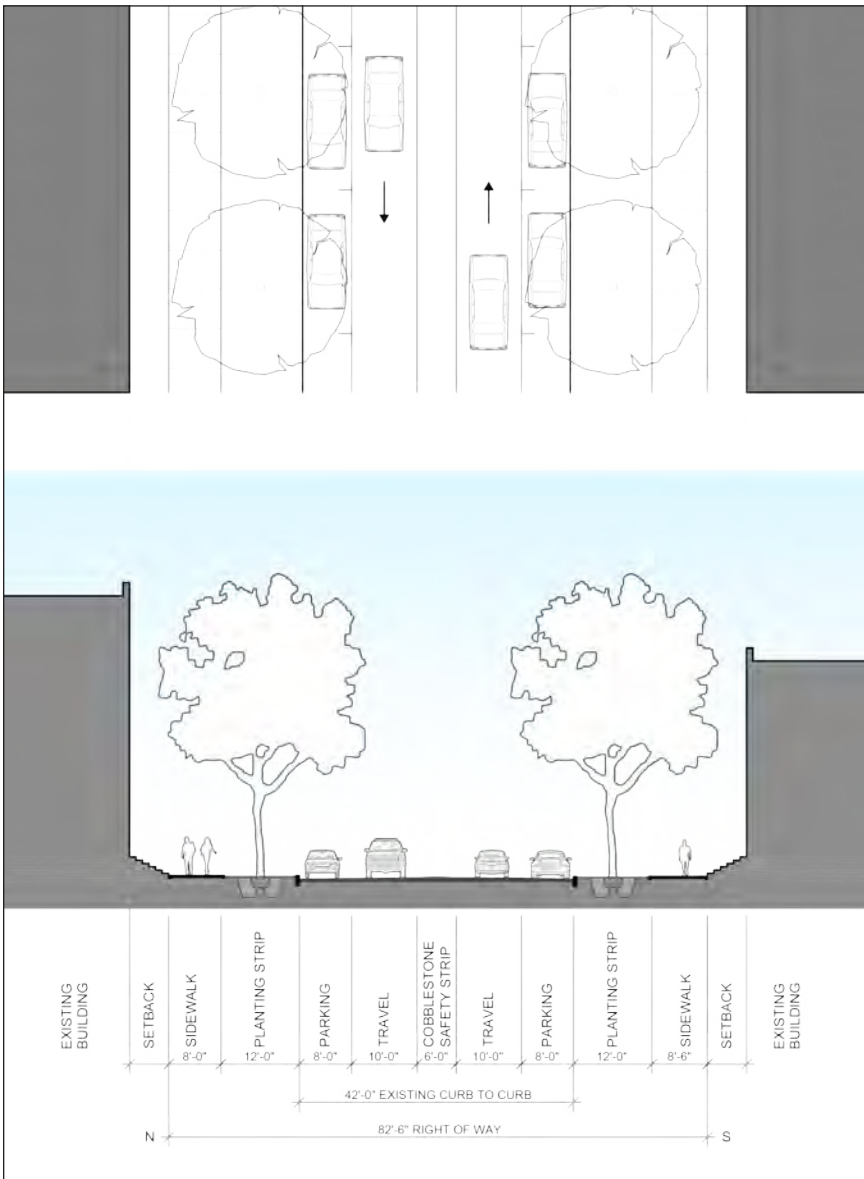 EXISTING
BUILDING
SETBACK
SIDEWALK
PLANTING STRIP
PARKING
TRAVEL
COBBLESTONE
SAFETY STRIP
TRAVEL
PARKING
PLANTING STRIP
SIDEWALK
SETBACK
EXISTING
BUILDING
8'-0" 12'-0" 8'-0" 10'-0" 6'-0" 10'-0" 8'-0" 12'-0" 8'-6"
42'-0" EXISTING CURB TO CURB
N 82'-6" RIGHT OF WAY S